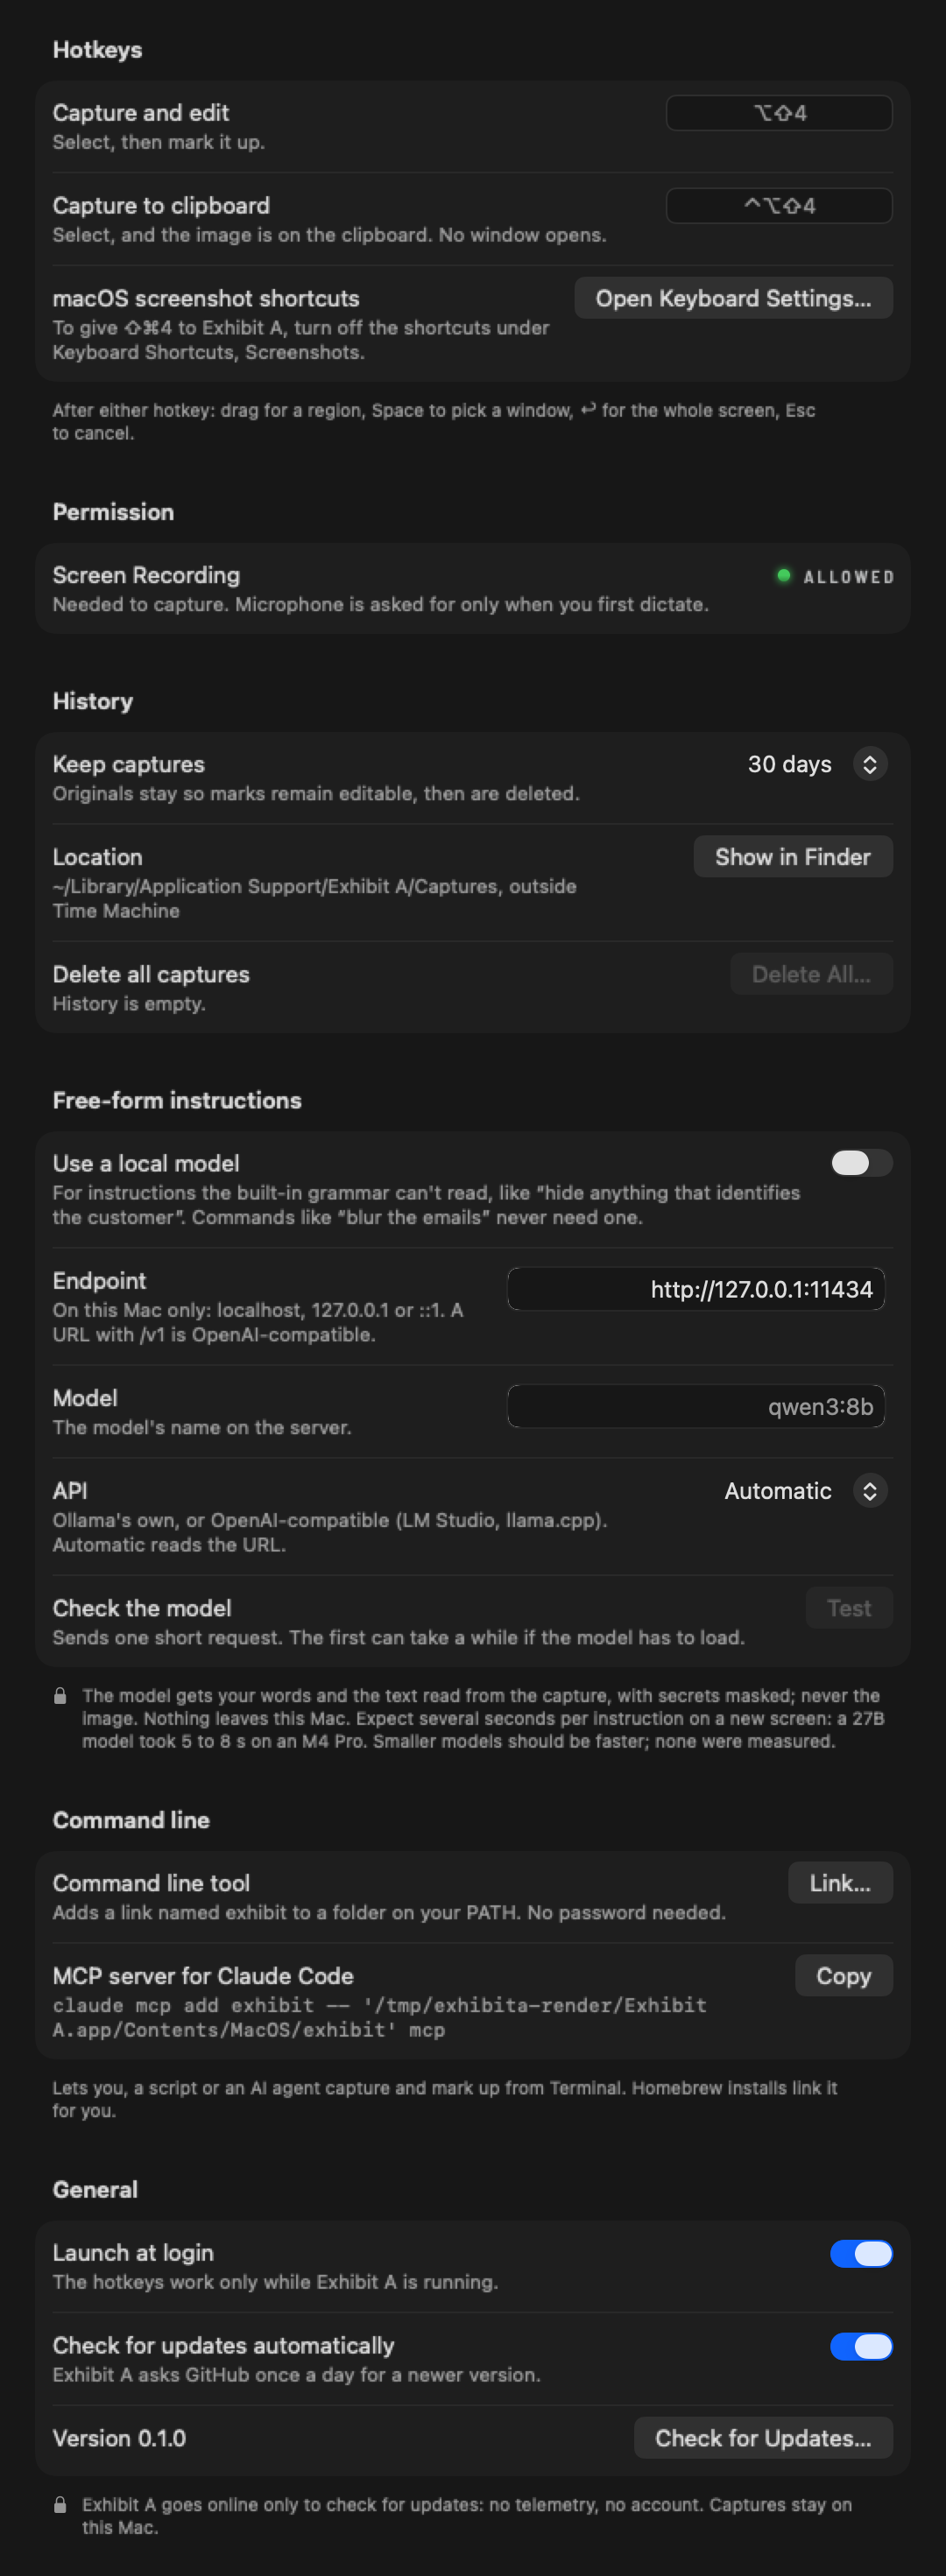 Hotkeys
Capture and edit
⌥⇧4
Select, then mark it up.
Capture to clipboard
^⌥⇧4
Select, and the image is on the clipboard. No window opens.
macOS screenshot shortcuts
Open Keyboard Settings...
To give ⇧⌘4 to Exhibit A, turn off the shortcuts under
Keyboard Shortcuts, Screenshots.
After either hotkey: drag for a region, Space to pick a window, ↩ for the whole screen, Esc
to cancel.
Permission
Screen Recording
ALLOWED
Needed to capture. Microphone is asked for only when you first dictate.
History
Keep captures
30 days
Originals stay so marks remain editable, then are deleted.
Location
Show in Finder
~/Library/Application Support/Exhibit A/Captures, outside
Time Machine
Delete all captures
Delete All...
History is empty.
Free-form instructions
Use a local model
For instructions the built-in grammar can't read, like “hide anything that identifies
the customer”. Commands like “blur the emails” never need one.
Endpoint
http://127.0.0.1:11434
On this Mac only: localhost, 127.0.0.1 or ::1. A
URL with /v1 is OpenAI-compatible.
Model
qwen3:8b
The model's name on the server.
API
Automatic
Ollama's own, or OpenAI-compatible (LM Studio, llama.cpp).
Automatic reads the URL.
Check the model
Test
Sends one short request. The first can take a while if the model has to load.
The model gets your words and the text read from the capture, with secrets masked; never the
image. Nothing leaves this Mac. Expect several seconds per instruction on a new screen: a 27B
model took 5 to 8 s on an M4 Pro. Smaller models should be faster; none were measured.
Command line
Command line tool
Link...
Adds a link named exhibit to a folder on your PATH. No password needed.
MCP server for Claude Code
Copy
claude mcp add exhibit -- '/tmp/exhibita-render/Exhibit
A.app/Contents/MacOS/exhibit' mcp
Lets you, a script or an AI agent capture and mark up from Terminal. Homebrew installs link it
for you.
General
Launch at login
The hotkeys work only while Exhibit A is running.
Check for updates automatically
Exhibit A asks GitHub once a day for a newer version.
Version 0.1.0
Check for Updates...
Exhibit A goes online only to check for updates: no telemetry, no account. Captures stay on
this Mac.